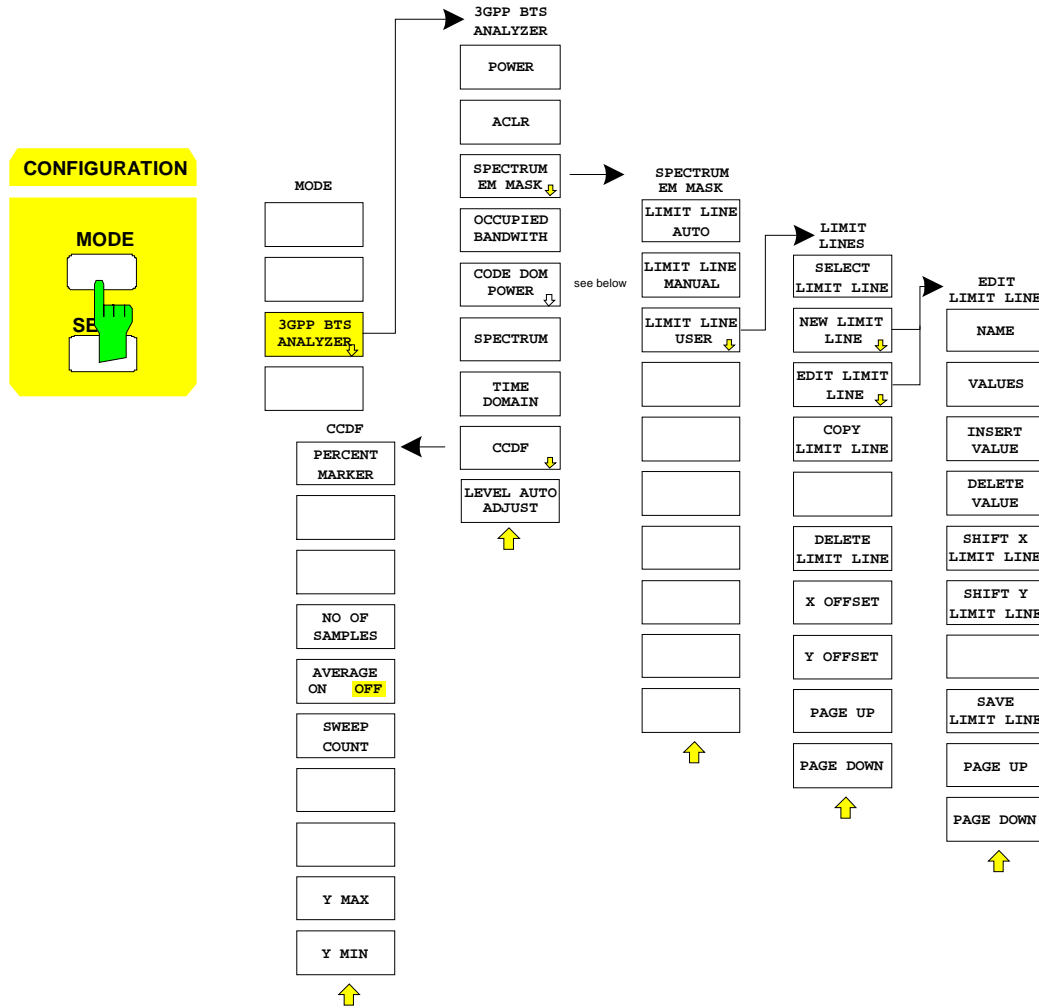 CONFIGURATION
MODE
MODE
3GPP BTS
ANALYZER
3GPP BTS
ANALYZER
POWER
ACLR
SPECTRUM
EM MASK
OCCUPIED
BANDWITH
CODE DOM
POWER
see below
SPECTRUM
TIME
DOMAIN
CCDF
LEVEL AUTO
ADJUST
CCDF
PERCENT
MARKER
NO OF
SAMPLES
AVERAGE
ON OFF
SWEEP
COUNT
Y MAX
Y MIN
SPECTRUM
EM MASK
LIMIT LINE
AUTO
LIMIT LINE
MANUAL
LIMIT LINE
USER
LIMIT
LINES
SELECT
LIMIT LINE
NEW LIMIT
LINE
EDIT LIMIT
LINE
COPY
LIMIT LINE
DELETE
LIMIT LINE
X OFFSET
Y OFFSET
PAGE UP
PAGE DOWN
EDIT
LIMIT LINE
NAME
VALUES
INSERT
VALUE
DELETE
VALUE
SHIFT X
LIMIT LINE
SHIFT Y
LIMIT LINE
SAVE
LIMIT LINE
PAGE UP
PAGE DOWN